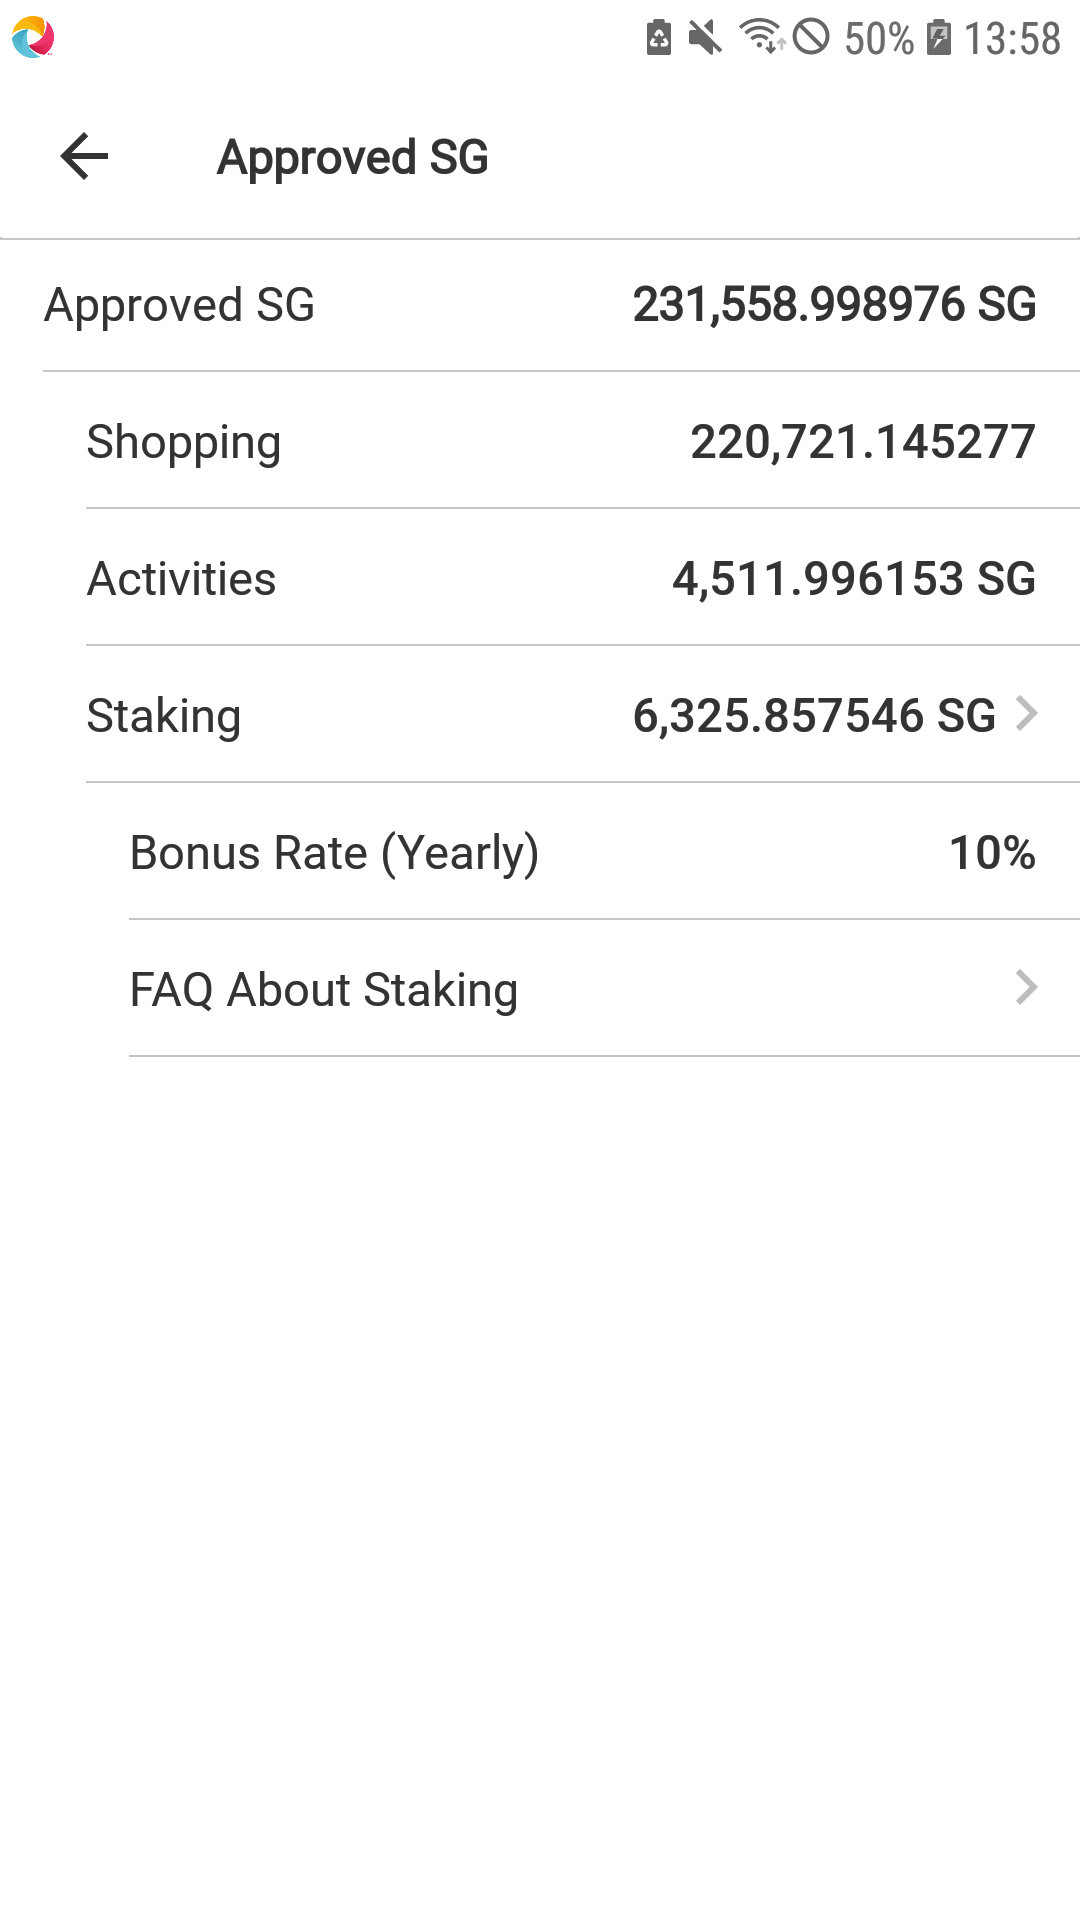 50% 13:58
Approved SG
Approved SG 231,558.998976 SG
Shopping 220,721.145277
Activities 4,511.996153 SG
Staking 6,325.857546 SG
Bonus Rate (Yearly) 10%
FAQ About Staking